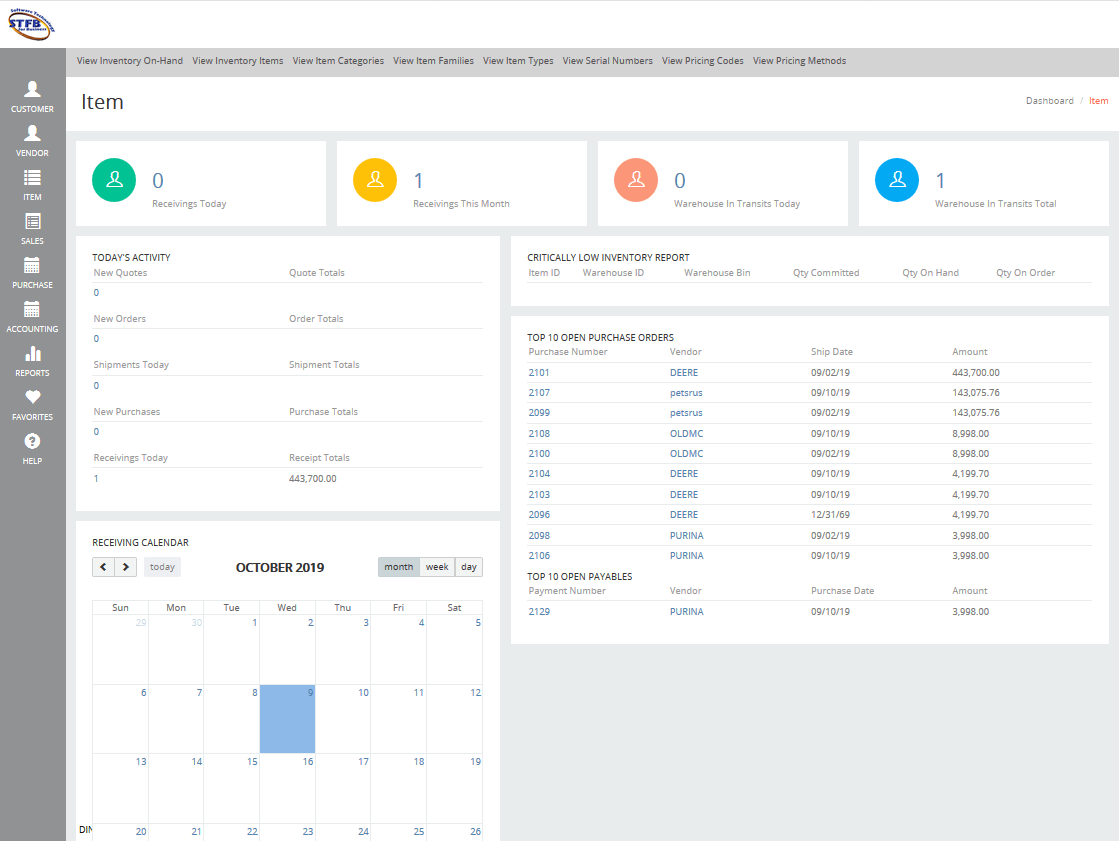 Software Technology
STFB
for Business
View Inventory On-Hand View Inventory Items View Item Categories View Item Families View Item Types View Serial Numbers View Pricing Codes View Pricing Methods
Item
Dashboard / Item
CUSTOMER
VENDOR
ITEM
SALES
PURCHASE
ACCOUNTING
REPORTS
FAVORITES
HELP
0
Receivings Today
1
Receivings This Month
0
Warehouse In Transits Today
1
Warehouse In Transits Total
TODAY'S ACTIVITY
New Quotes Quote Totals
0
New Orders Order Totals
0
Shipments Today Shipment Totals
0
New Purchases Purchase Totals
0
Receivings Today Receipt Totals
1 443,700.00
CRITICALLY LOW INVENTORY REPORT
Item ID Warehouse ID Warehouse Bin Qty Committed Qty On Hand Qty On Order
TOP 10 OPEN PURCHASE ORDERS
Purchase Number Vendor Ship Date Amount
2101 DEERE 09/02/19 443,700.00
2107 petsrus 09/10/19 143,075.76
2099 petsrus 09/02/19 143,075.76
2108 OLDMC 09/10/19 8,998.00
2100 OLDMC 09/02/19 8,998.00
2104 DEERE 09/10/19 4,199.70
2103 DEERE 09/10/19 4,199.70
2096 DEERE 12/31/69 4,199.70
2098 PURINA 09/02/19 3,998.00
2106 PURINA 09/10/19 3,998.00
TOP 10 OPEN PAYABLES
Payment Number Vendor Purchase Date Amount
2129 PURINA 09/10/19 3,998.00
RECEIVING CALENDAR
today OCTOBER 2019 month week day
Sun Mon Tue Wed Thu Fri Sat
29 30 1 2 3 4 5
6 7 8 9 10 11 12
13 14 15 16 17 18 19
20 21 22 23 24 25 26